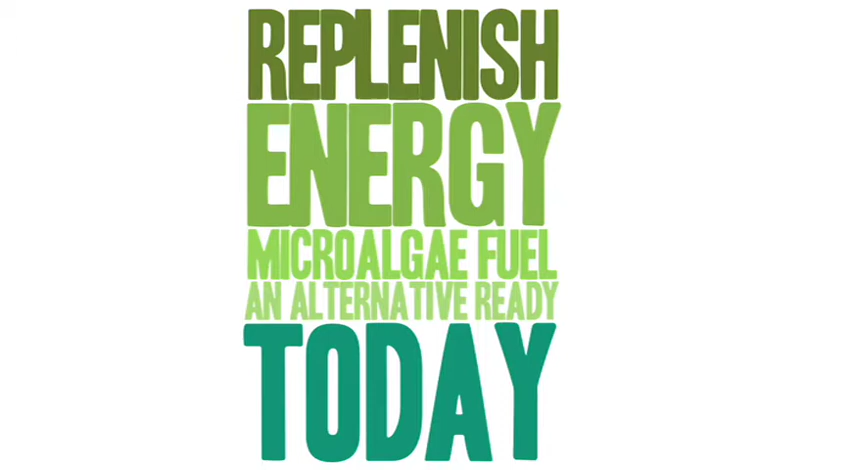 REPLENISH
ENERGY
MICROALGAE FUEL
AN ALTERNATIVE READY
TODAY